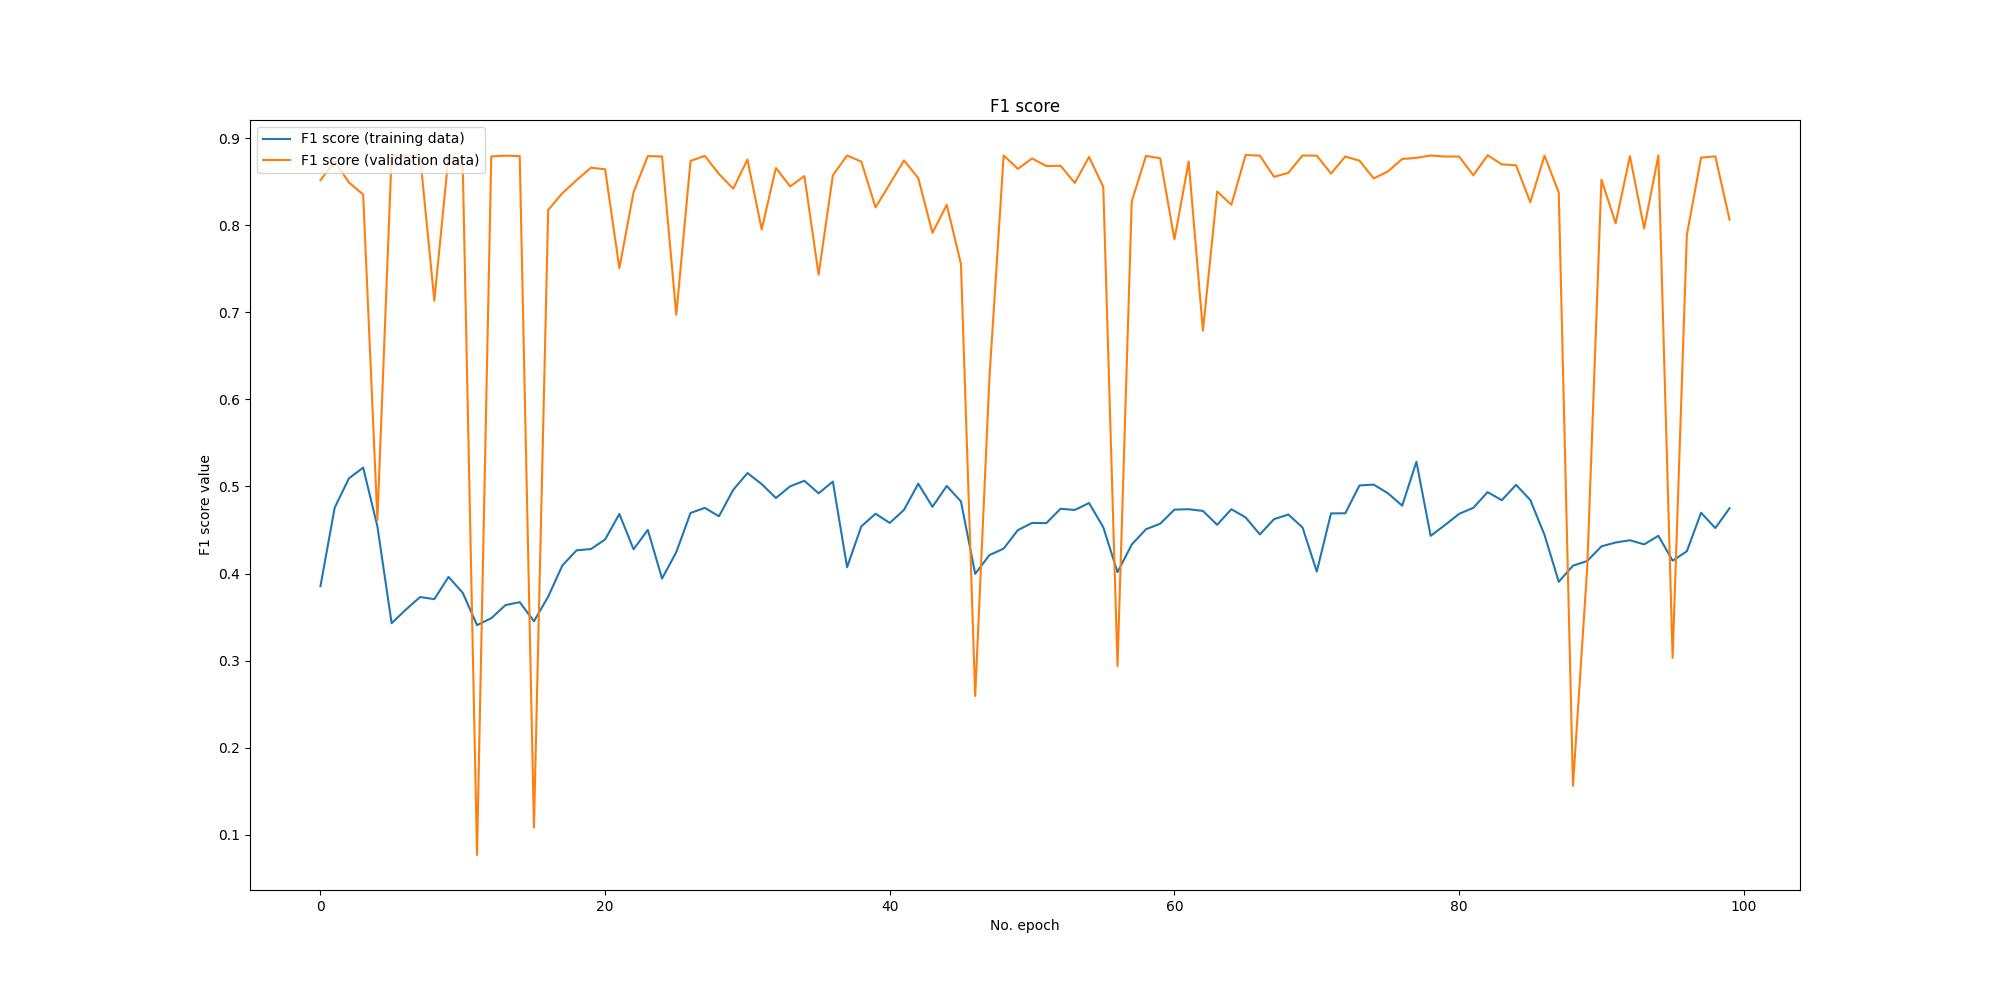 F1 score
F1 score (training data)
F1 score (validation data)
F1 score value
0.9
0.8
0.7
0.6
0.5
0.4
0.3
0.2
0.1
0 20 40 60 80 100
No. epoch